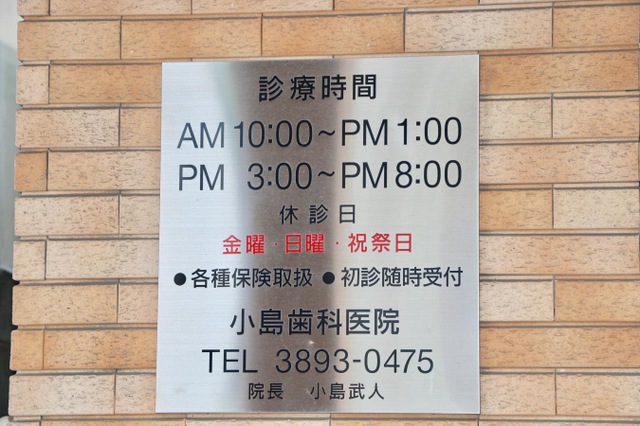 診療時間
AM 10:00~PM 1:00
PM 3:00~PM 8:00
休診日
金曜・日曜・祝祭日
●各種保険取扱 ●初診随時受付
小島歯科医院
TEL 3893-0475
院長 小島武人